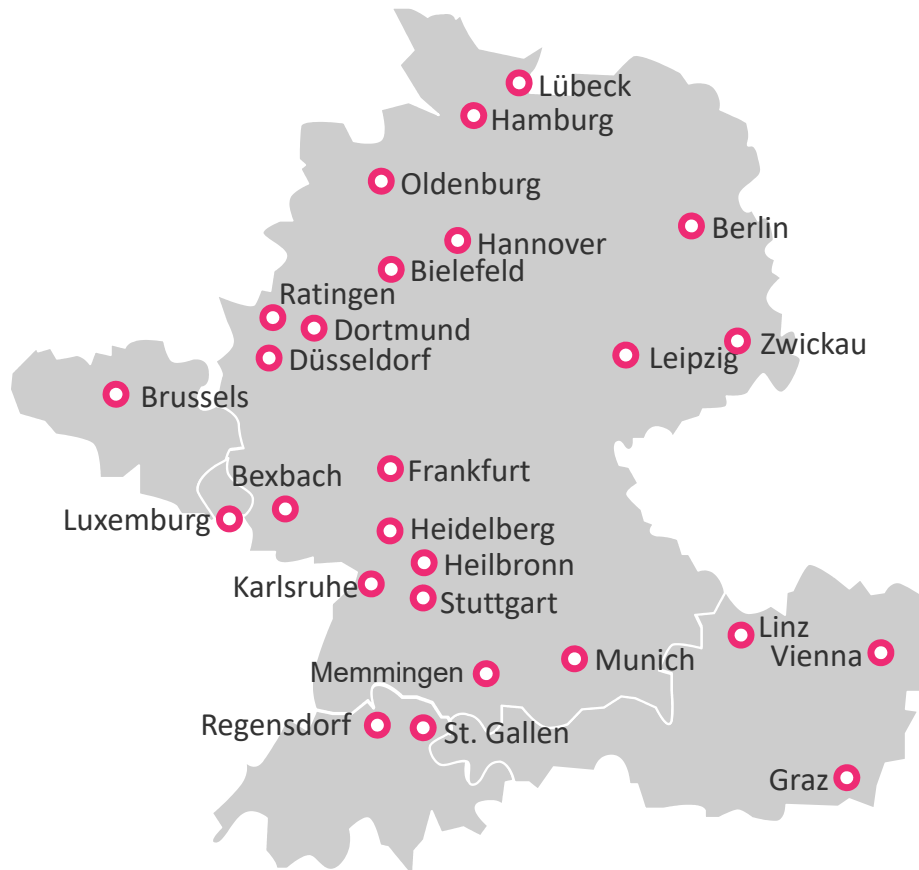 Lübeck
Hamburg
Oldenburg
Berlin
Hannover
Bielefeld
Ratingen
Dortmund
Zwickau
Leipzig
Düsseldorf
Brussels
Frankfurt
Bexbach
Luxemburg
Heidelberg
Heilbronn
Karlsruhe
Stuttgart
Linz
Vienna
Munich
Memmingen
Regensdorf
St. Gallen
Graz